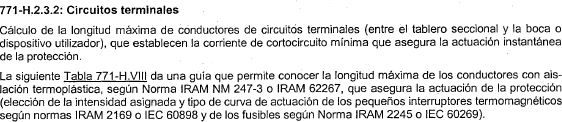 771-H.2.3.2: Circuitos terminales
Cálculo de la longitud máxima de conductores de circuitos terminales (entre el tablero seccional y la boca o
dispositivo utilizador), que establecen la corriente de cortocircuito mínima que asegura la actuación instantánea
de la protección.
La siguiente Tabla 771-H.VIII da una guía que permite conocer la longitud máxima de los conductores con ais-
lación termoplástica, según Norma IRAM NM 247-3 o IRAM 62267, que asegura la actuación de la protección
(elección de la intensidad asignada y tipo de curva de actuación de los pequeños interruptores termomagnéticos
según normas IRAM 2169 o IEC 60898 y de los fusibles según Norma IRAM 2245 o IEC 60269).